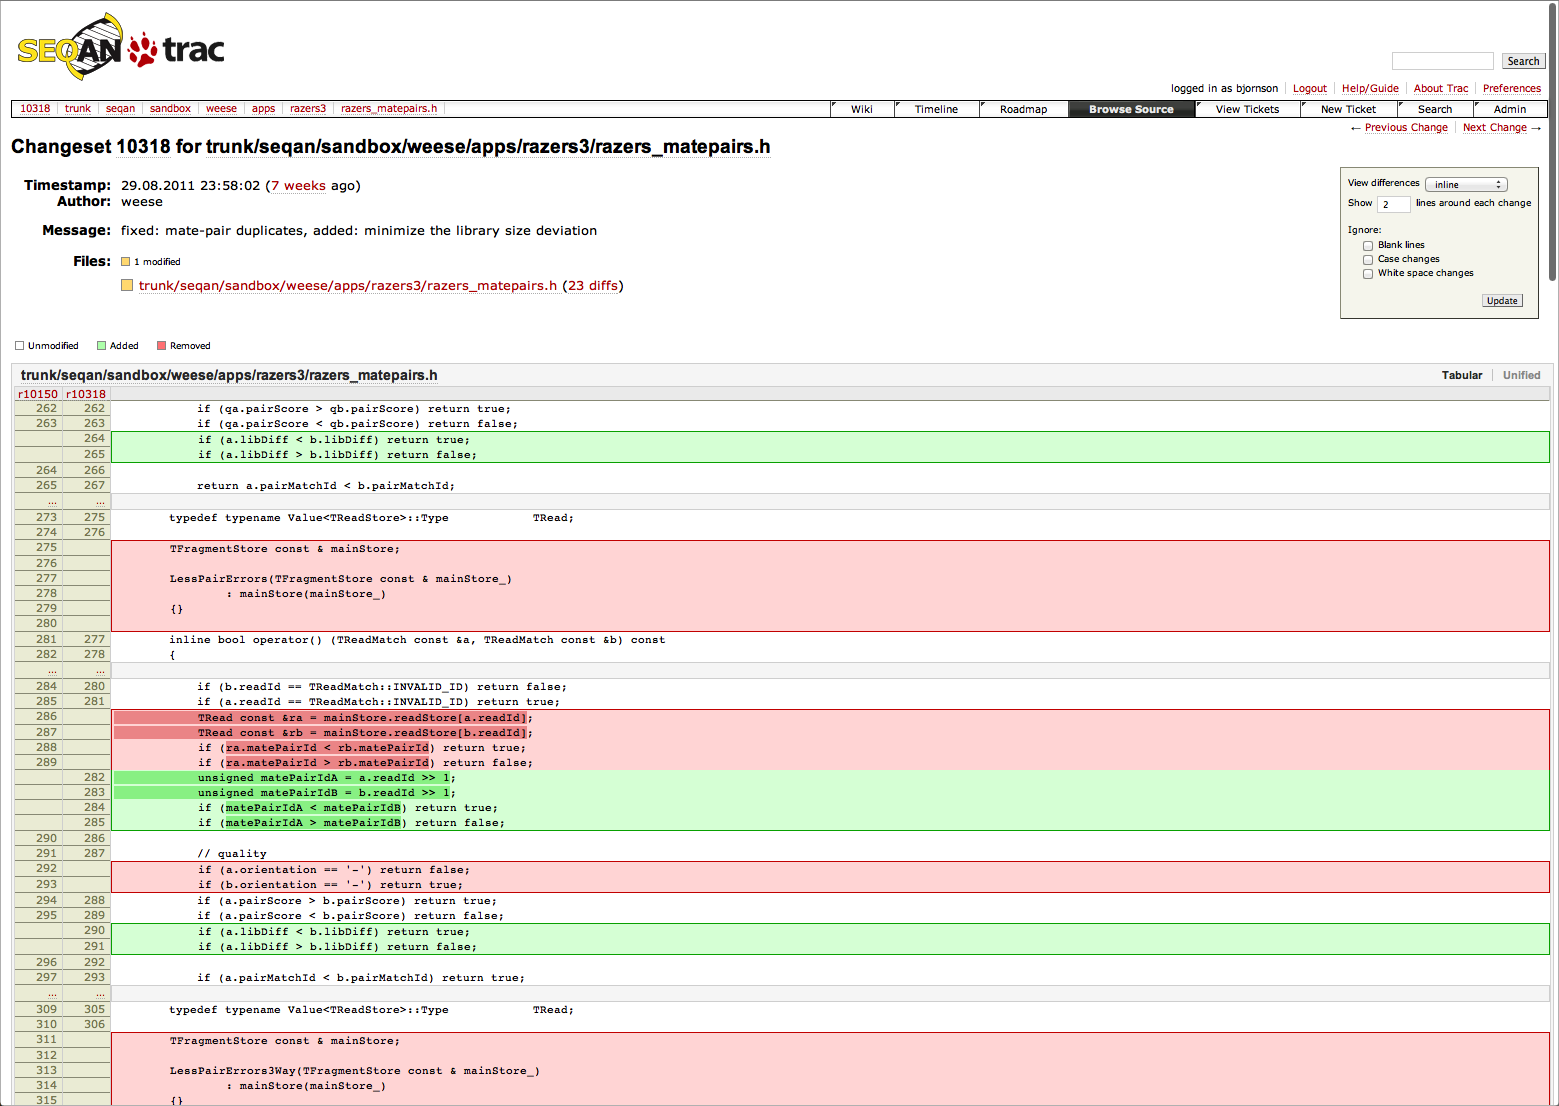 SEQAN trac
Search
logged in as bjornson Logout Help/Guide About Trac Preferences
10318 trunk seqan sandbox weese apps razers3 razers_matepairs.h Wiki Timeline Roadmap Browse Source View Tickets New Ticket Search Admin
← Previous Change Next Change →
Changeset 10318 for trunk/seqan/sandbox/weese/apps/razers3/razers_matepairs.h
Timestamp: 29.08.2011 23:58:02 (7 weeks ago)
Author: weese
Message: fixed: mate-pair duplicates, added: minimize the library size deviation
Files: 1 modified
trunk/seqan/sandbox/weese/apps/razers3/razers_matepairs.h (23 diffs)
View differences inline
Show 2 lines around each change
Ignore:
Blank lines
Case changes
White space changes
Update
Unmodified Added Removed
trunk/seqan/sandbox/weese/apps/razers3/razers_matepairs.h Tabular Unified
r10150 r10318
262 262 if (qa.pairScore > qb.pairScore) return true;
263 263 if (qa.pairScore < qb.pairScore) return false;
264 if (a.libDiff < b.libDiff) return true;
265 if (a.libDiff > b.libDiff) return false;
264 266
265 267 return a.pairMatchId < b.pairMatchId;
... ...
273 275 typedef typename Value<TReadStore>::Type TRead;
274 276
275 TFragmentStore const & mainStore;
276
277 LessPairErrors(TFragmentStore const & mainStore_)
278 : mainStore(mainStore_)
279 {}
280
281 277 inline bool operator() (TReadMatch const &a, TReadMatch const &b) const
282 278 {
... ...
284 280 if (b.readId == TReadMatch::INVALID_ID) return false;
285 281 if (a.readId == TReadMatch::INVALID_ID) return true;
286 TRead const &ra = mainStore.readStore[a.readId];
287 TRead const &rb = mainStore.readStore[b.readId];
288 if (ra.matePairId < rb.matePairId) return true;
289 if (ra.matePairId > rb.matePairId) return false;
282 unsigned matePairIdA = a.readId >> 1;
283 unsigned matePairIdB = b.readId >> 1;
284 if (matePairIdA < matePairIdB) return true;
285 if (matePairIdA > matePairIdB) return false;
290 286
291 287 // quality
292 if (a.orientation == '-') return false;
293 if (b.orientation == '-') return true;
294 288 if (a.pairScore > b.pairScore) return true;
295 289 if (a.pairScore < b.pairScore) return false;
290 if (a.libDiff < b.libDiff) return true;
291 if (a.libDiff > b.libDiff) return false;
296 292
297 293 if (a.pairMatchId < b.pairMatchId) return true;
... ...
309 305 typedef typename Value<TReadStore>::Type TRead;
310 306
311 TFragmentStore const & mainStore;
312
313 LessPairErrors3Way(TFragmentStore const & mainStore_)
314 : mainStore(mainStore_)
315 {}